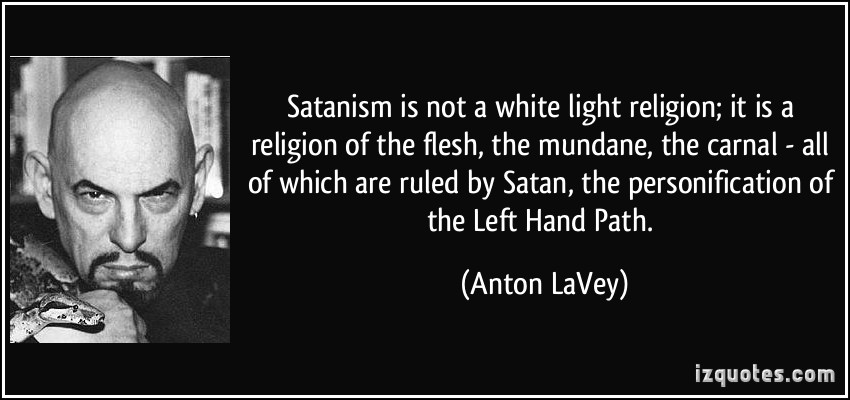 Satanism is not a white light religion; it is a
religion of the flesh, the mundane, the carnal - all
of which are ruled by Satan, the personification of
the Left Hand Path.
(Anton LaVey)
izquotes.com